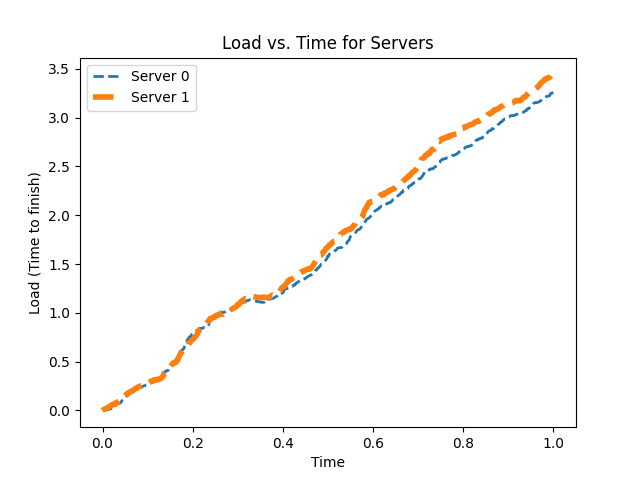 Load vs. Time for Servers
Server 0
Server 1
Load (Time to finish)
3.5
3.0
2.5
2.0
1.5
1.0
0.5
0.0
0.0 0.2 0.4 0.6 0.8 1.0
Time